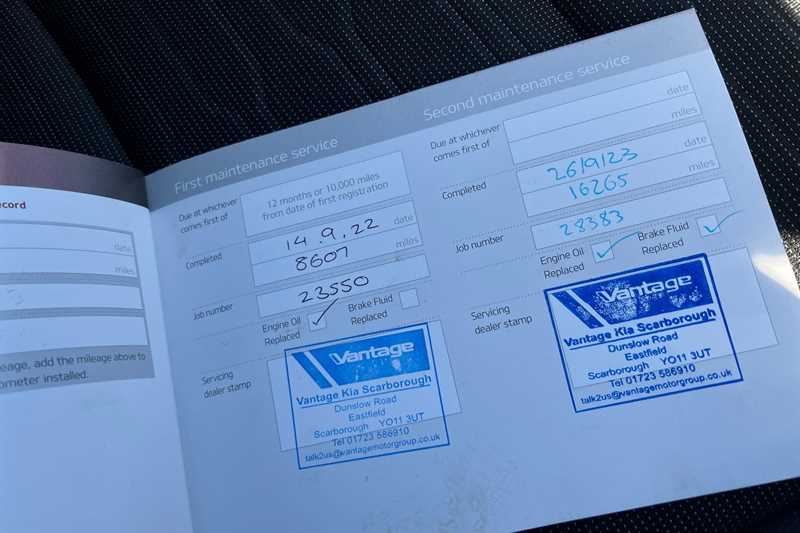 ecord
date
miles
eage, add the mileage above to
ometer installed.
First maintenance service
Due at whichever
comes first of
12 months or 10,000 miles
from date of first registration
Completed
14.9.22 date
8607 miles
Job number
23550
Engine Oil
Replaced
✓
Brake Fluid
Replaced
Servicing
dealer stamp
Vantage
Vantage Kia Scarborough
Dunslow Road
Eastfield
Scarborough YO11 3UT
Tel 01723 586910
talk2us@vantagemotorgroup.co.uk
Second maintenance service
Due at whichever
comes first of
date
miles
Completed
26/9/23 date
16265 miles
Job number
28383
Engine Oil
Replaced
✓
Brake Fluid
Replaced
✓
Servicing
dealer stamp
Vantage
Vantage Kia Scarborough
Dunslow Road
Eastfield
Scarborough YO11 3UT
Tel 01723 586910
talk2us@vantagemotorgroup.co.uk